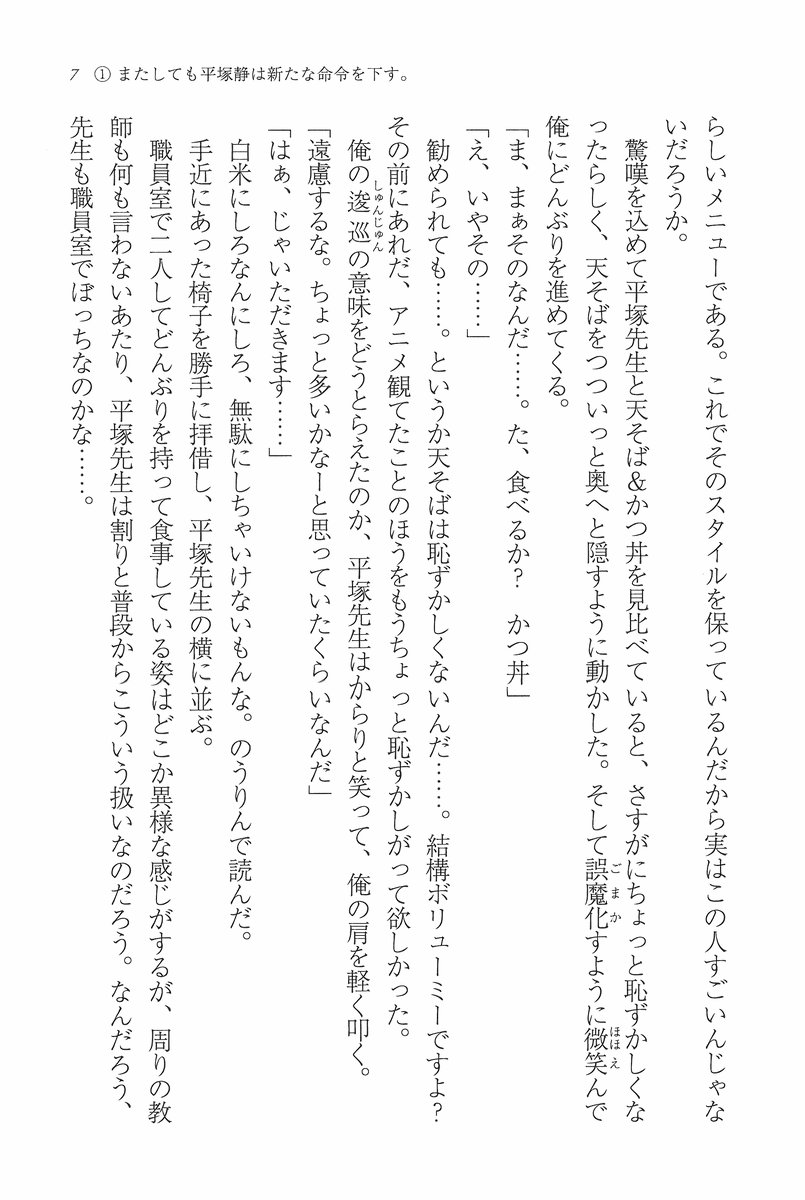 7　① またしても平塚静は新たな命令を下す。
らしいメニューである。これでそのスタイルを保っているんだから実はこの人すごいんじゃな
いだろうか。
　驚嘆を込めて平塚先生と天そば＆かつ丼を見比べていると、さすがにちょっと恥ずかしくな
ったらしく、天そばをつついっと奥へと隠すように動かした。そして誤魔化すように微笑んで
ごまか
ほほえ
俺にどんぶりを進めてくる。
「ま、まぁそのなんだ……。た、食べるか？　かつ丼」
「え、いやその……」
　勧められても……。というか天そばは恥ずかしくないんだ……。結構ボリューミーですよ？
その前にあれだ、アニメ観てたことのほうをもうちょっと恥ずかしがって欲しかった。
　俺の逡巡の意味をどうとらえたのか、平塚先生はからりと笑って、俺の肩を軽く叩く。
しゅんじゅん
「遠慮するな。ちょっと多いかなーと思っていたくらいなんだ」
「はぁ、じゃいただきます……」
　白米にしろなんにしろ、無駄にしちゃいけないもんな。のうりんで読んだ。
　手近にあった椅子を勝手に拝借し、平塚先生の横に並ぶ。
　職員室で二人してどんぶりを持って食事している姿はどこか異様な感じがするが、周りの教
師も何も言わないあたり、平塚先生は割りと普段からこういう扱いなのだろう。なんだろう、
先生も職員室でぼっちなのかな……。